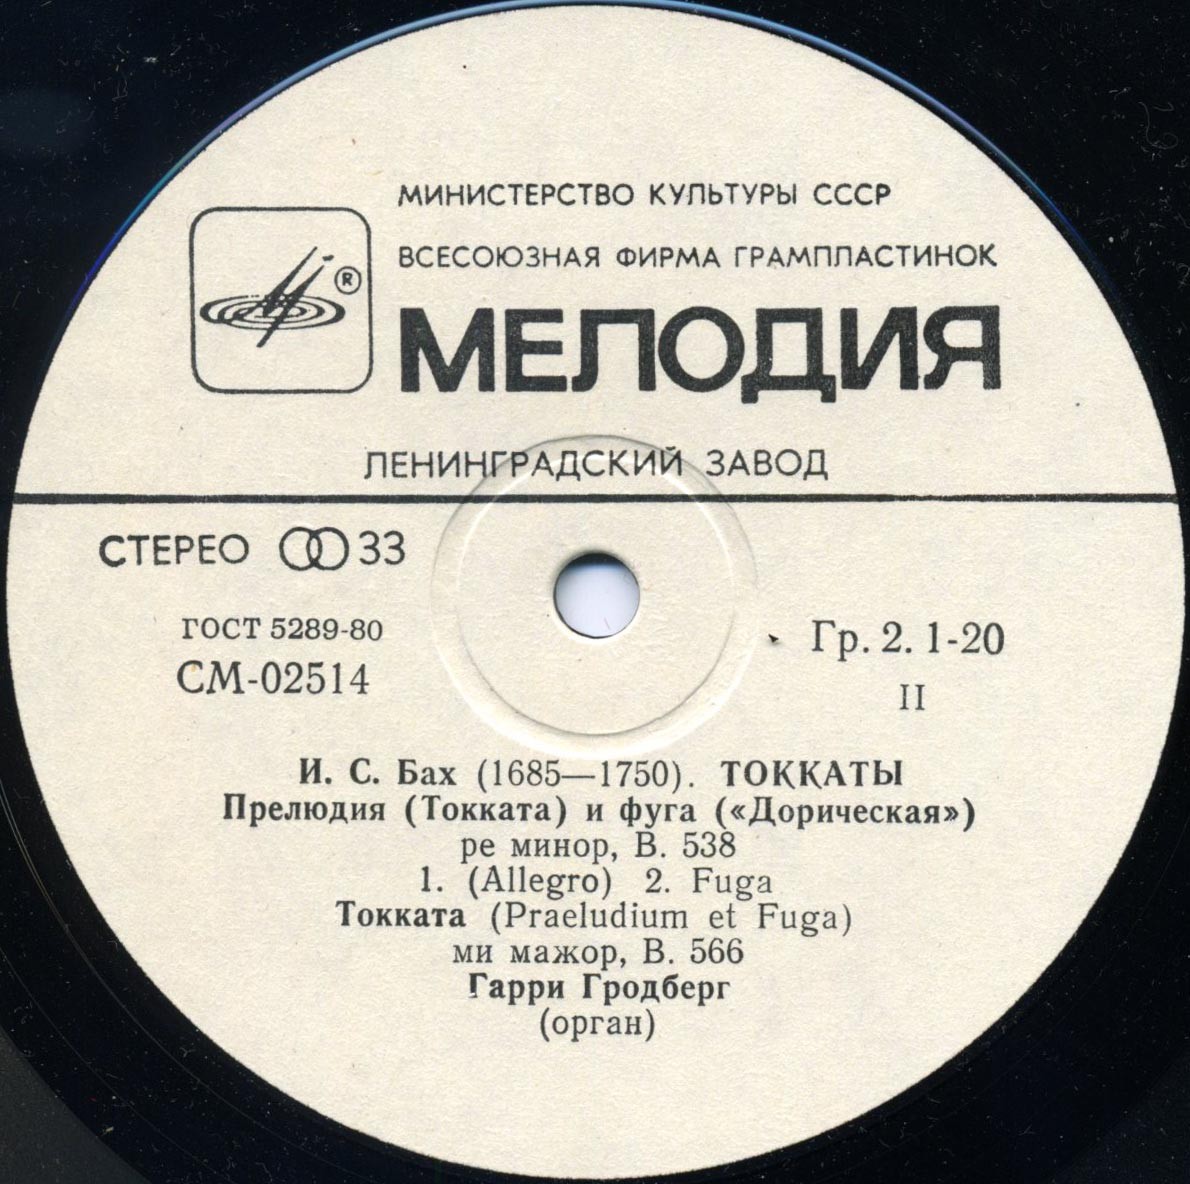 МИНИСТЕРСТВО КУЛЬТУРЫ СССР
ВСЕСОЮЗНАЯ ФИРМА ГРАМПЛАСТИНОК
®
МЕЛОДИЯ
ЛЕНИНГРАДСКИЙ ЗАВОД
СТЕРЕО 33
ГОСТ 5289-80
СМ-02514
Гр. 2. 1-20
II
И. С. Бах (1685—1750). ТОККАТЫ
Прелюдия (Токката) и фуга («Дорическая»)
ре минор, В. 538
1. (Allegro) 2. Fuga
Токката (Praeludium et Fuga)
ми мажор, В. 566
Гарри Гродберг
(орган)